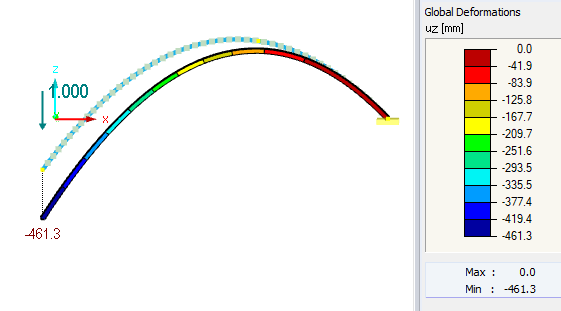 Global Deformations
uz [mm]
0.0
-41.9
-83.9
-125.8
-167.7
-209.7
-251.6
-293.5
-335.5
-377.4
-419.4
-461.3
Max : 0.0
Min : -461.3
z
1.000
Y
x
-461.3